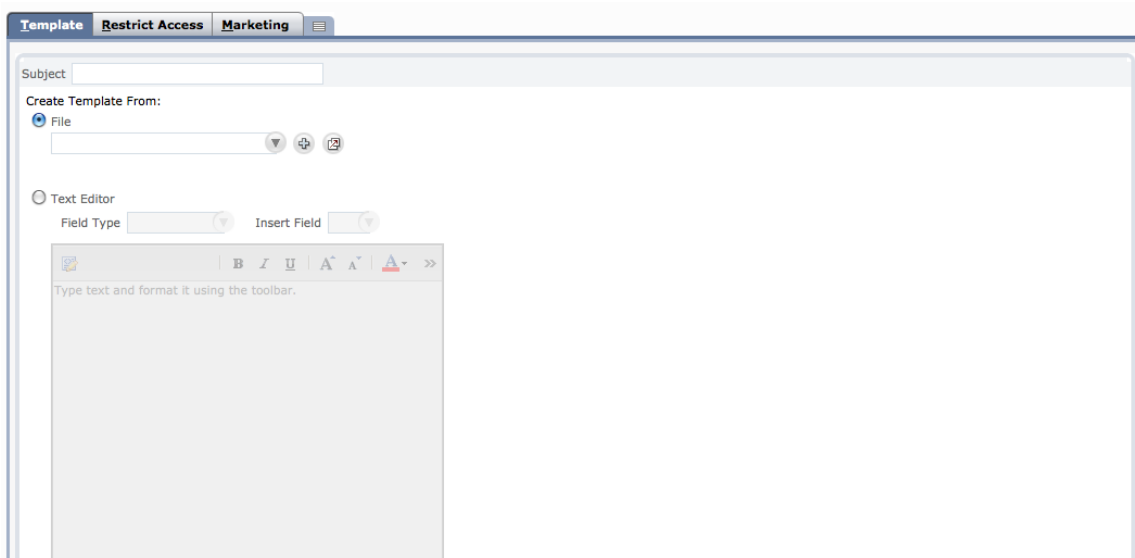 Template Restrict Access Marketing
Subject
Create Template From:
File
Text Editor
Field Type Insert Field
B I U A A A
Type text and format it using the toolbar.